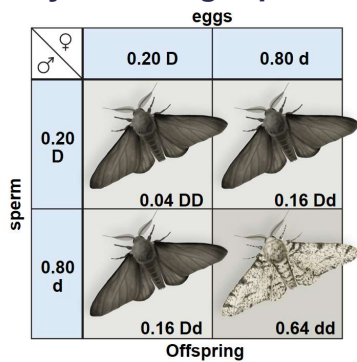 eggs
♀
♂
0.20 D
0.80 d
sperm
0.20
D
0.04 DD
0.16 Dd
0.80
d
0.16 Dd
0.64 dd
Offspring